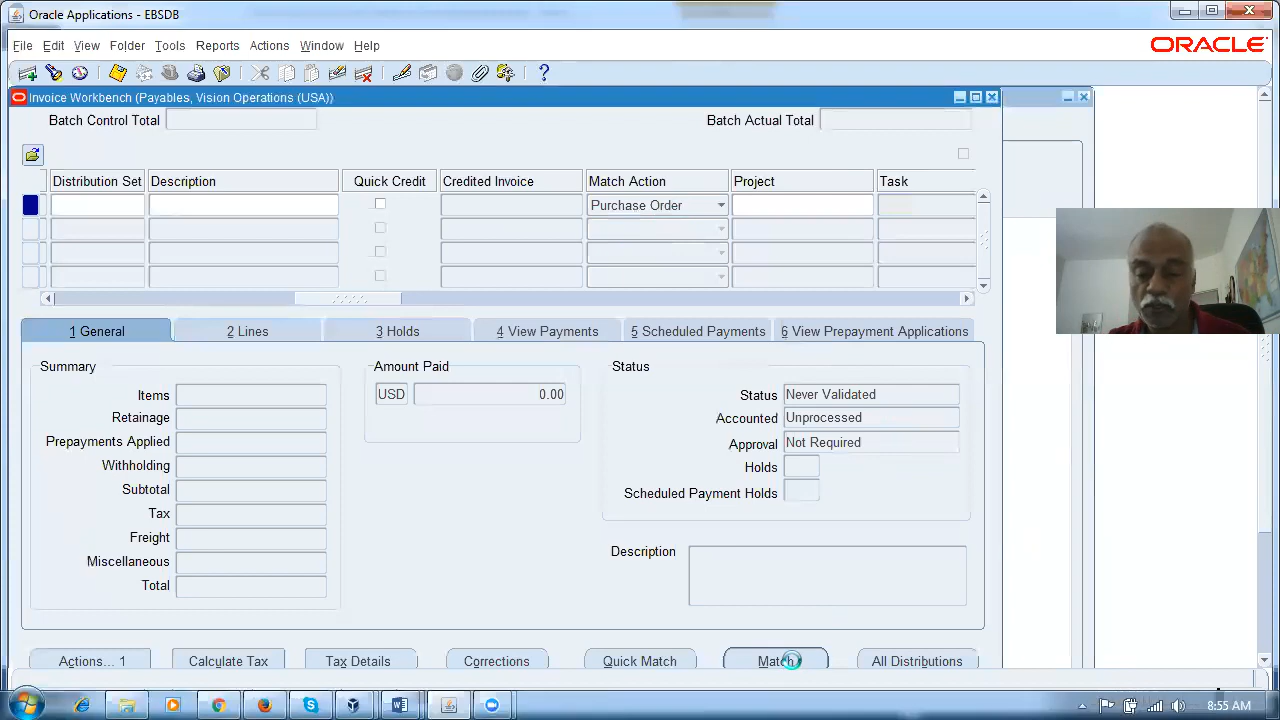 Oracle Applications - EBSDB
File Edit View Folder Tools Reports Actions Window Help
ORACLE
Invoice Workbench (Payables, Vision Operations (USA))
Batch Control Total
Batch Actual Total
Distribution Set Description Quick Credit Credited Invoice Match Action Project Task
Purchase Order
1 General 2 Lines 3 Holds 4 View Payments 5 Scheduled Payments 6 View Prepayment Applications
Summary
Items
Retainage
Prepayments Applied
Withholding
Subtotal
Tax
Freight
Miscellaneous
Total
Amount Paid
USD 0.00
Status
Status Never Validated
Accounted Unprocessed
Approval Not Required
Holds
Scheduled Payment Holds
Description
Actions... 1 Calculate Tax Tax Details Corrections Quick Match Match All Distributions
8:55 AM